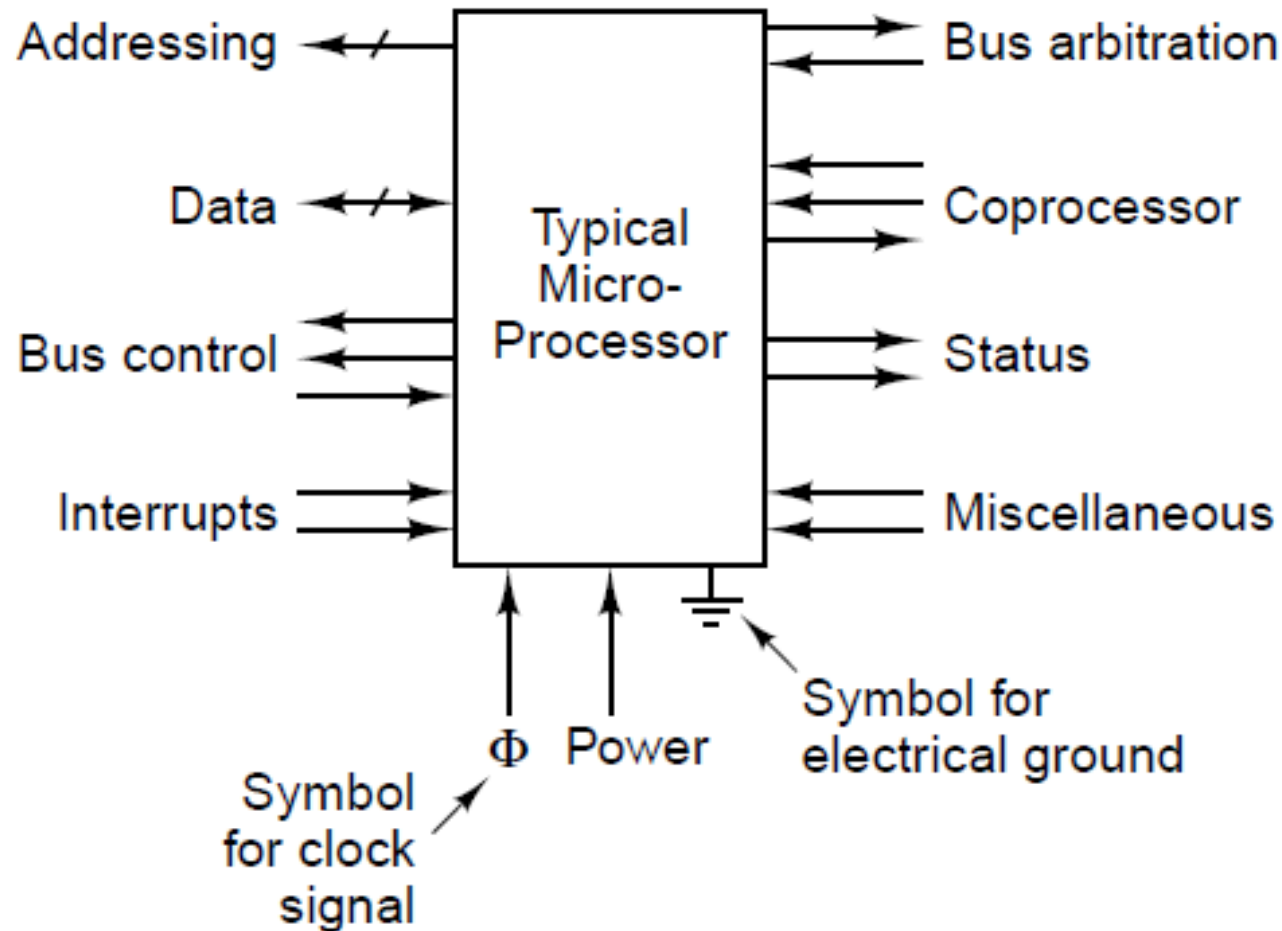 Addressing
Bus arbitration
Data
Coprocessor
Typical
Micro-
Processor
Bus control
Status
Interrupts
Miscellaneous
Φ Power
Symbol for
electrical ground
Symbol
for clock
signal